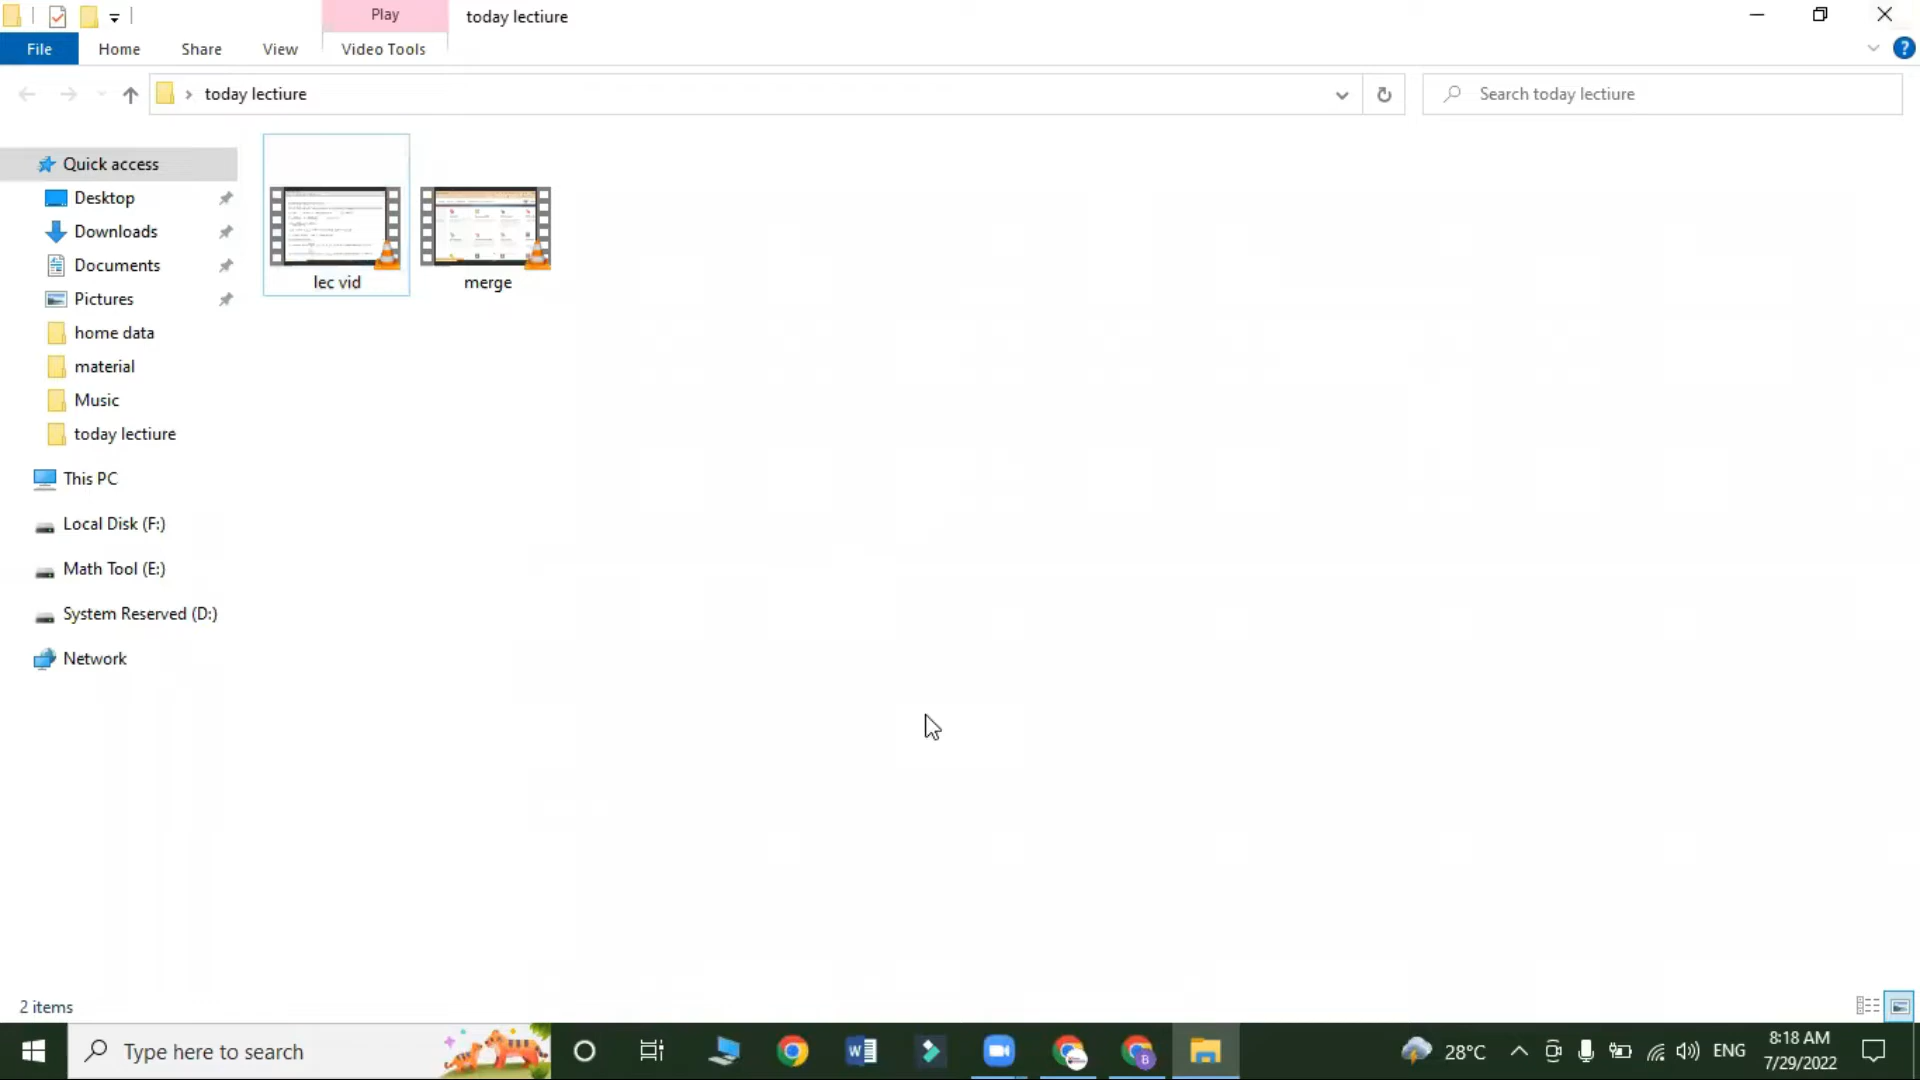 Play
today lectiure
File
Home
Share
View
Video Tools
today lectiure
Search today lectiure
Quick access
Desktop
Downloads
Documents
Pictures
home data
material
Music
today lectiure
This PC
Local Disk (F:)
Math Tool (E:)
System Reserved (D:)
Network
lec vid
merge
2 items
Type here to search
28°C
ENG
8:18 AM
7/29/2022